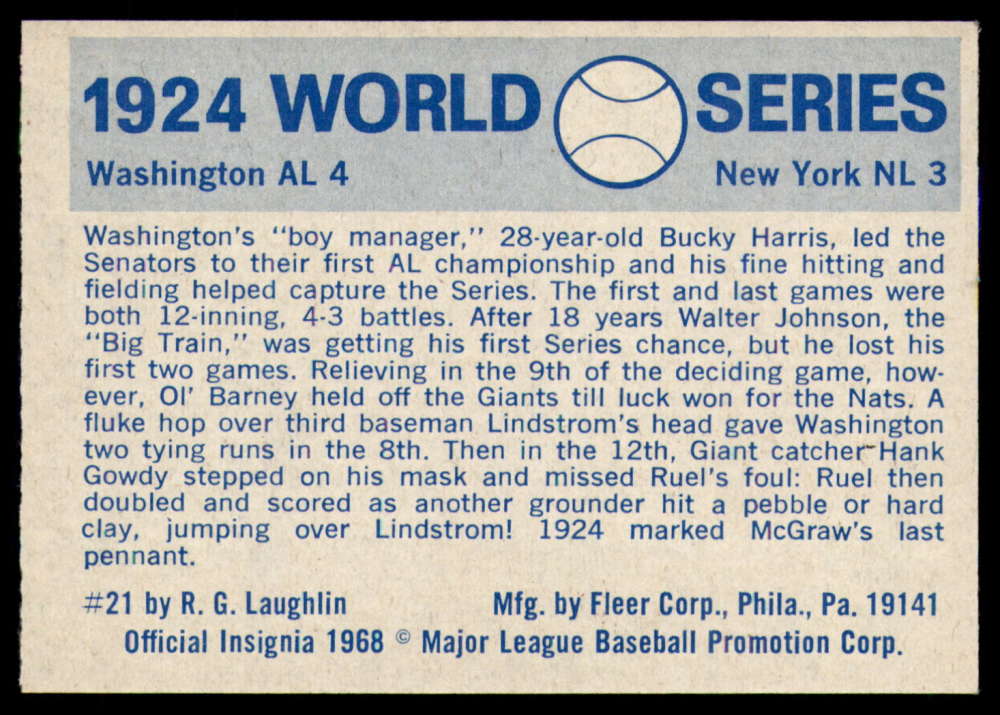 1924 WORLD SERIES
Washington AL 4 New York NL 3
Washington's "boy manager," 28-year-old Bucky Harris, led the
Senators to their first AL championship and his fine hitting and
fielding helped capture the Series. The first and last games were
both 12-inning, 4-3 battles. After 18 years Walter Johnson, the
"Big Train," was getting his first Series chance, but he lost his
first two games. Relieving in the 9th of the deciding game, how-
ever, Ol' Barney held off the Giants till luck won for the Nats. A
fluke hop over third baseman Lindstrom's head gave Washington
two tying runs in the 8th. Then in the 12th, Giant catcher Hank
Gowdy stepped on his mask and missed Ruel's foul: Ruel then
doubled and scored as another grounder hit a pebble or hard
clay, jumping over Lindstrom! 1924 marked McGraw's last
pennant.
#21 by R. G. Laughlin Mfg. by Fleer Corp., Phila., Pa. 19141
Official Insignia 1968 © Major League Baseball Promotion Corp.